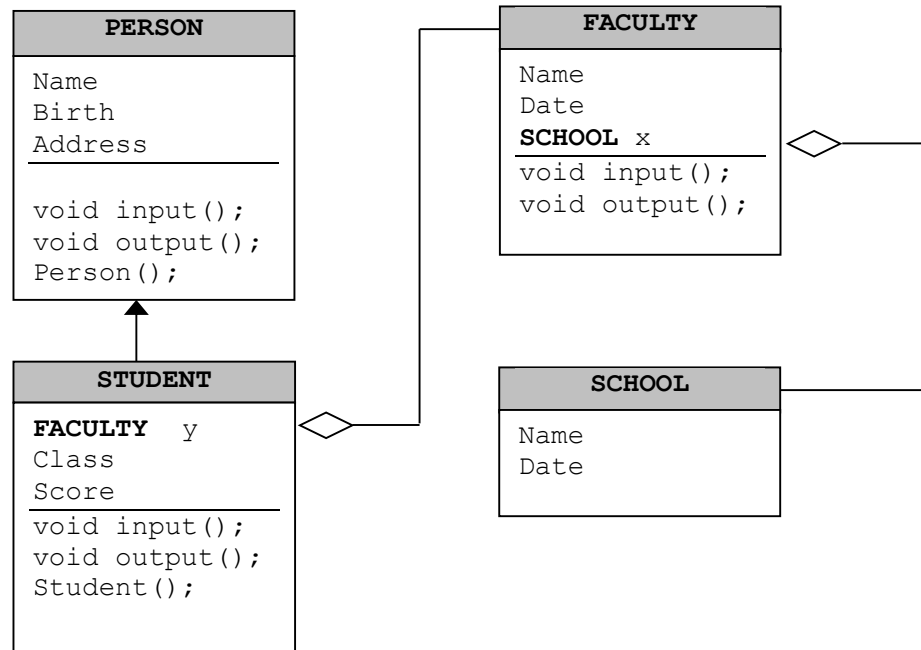 PERSON
Name
Birth
Address
void input();
void output();
Person();
STUDENT
FACULTY y
Class
Score
void input();
void output();
Student();
FACULTY
Name
Date
SCHOOL x
void input();
void output();
SCHOOL
Name
Date